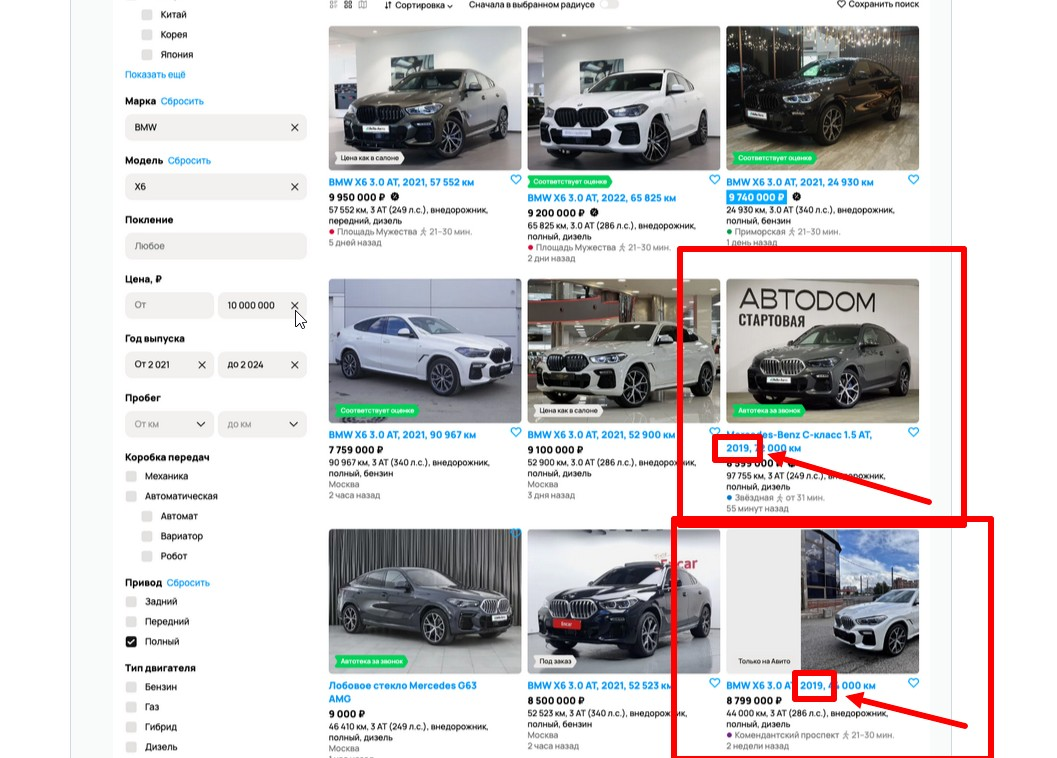 Китай
Корея
Япония
Показать ещё
Марка Сбросить
BMW
Модель Сбросить
X6
Покление
Любое
Цена, ₽
От
10 000 000
Год выпуска
От 2 021
до 2 024
Пробег
От км
до км
Коробка передач
Механика
Автоматическая
Автомат
Вариатор
Робот
Привод Сбросить
Задний
Передний
Полный
Тип двигателя
Бензин
Газ
Гибрид
Дизель
Сортировка
Сначала в выбранном радиусе
Сохранить поиск
Цена как в салоне
BMW X6 3.0 AT, 2021, 57 552 км
9 950 000 ₽
57 552 км, 3 AT (249 л.с.), внедорожник,
передний, дизель
Площадь Мужества 21–30 мин.
5 дней назад
Соответствует оценке
BMW X6 3.0 AT, 2022, 65 825 км
9 200 000 ₽
65 825 км, 3.0 AT (286 л.с.), внедорожник,
полный, дизель
Площадь Мужества 21–30 мин.
2 дня назад
Соответствует оценке
BMW X6 3.0 AT, 2021, 24 930 км
9 740 000 ₽
24 930 км, 3.0 AT (340 л.с.), внедорожник,
полный, бензин
Приморская 21–30 мин.
1 день назад
Соответствует оценке
BMW X6 3.0 AT, 2021, 90 967 км
7 759 000 ₽
90 967 км, 3 AT (340 л.с.), внедорожник,
полный, бензин
Москва
2 часа назад
Цена как в салоне
BMW X6 3.0 AT, 2021, 52 900 км
9 100 000 ₽
52 900 км, 3.0 AT (286 л.с.), внедорожник,
полный, дизель
Москва
3 дня назад
АВТОDОМ
СТАРТОВАЯ
Автотека за звонок
Mercedes-Benz C-класс 1.5 AT,
2019, 000 км
97 755 км, 3 AT (249 л.с.), внедорожник,
полный, дизель
Звёздная от 31 мин.
55 минут назад
Автотека за звонок
Лобовое стекло Mercedes G63
AMG
9 000 ₽
46 410 км, 3 AT (249 л.с.), внедорожник,
полный, дизель
Москва
Encar
Под заказ
BMW X6 3.0 AT, 2021, 52 523 км
8 500 000 ₽
52 523 км, 3 AT (340 л.с.), внедорожник,
полный, бензин
Москва
2 часа назад
Только на Авито
BMW X6 3.0 AT, 2019, 000 км
8 799 000 ₽
44 000 км, 3 AT (286 л.с.), внедорожник,
полный, дизель
Комендантский проспект 21–30 мин.
2 недели назад